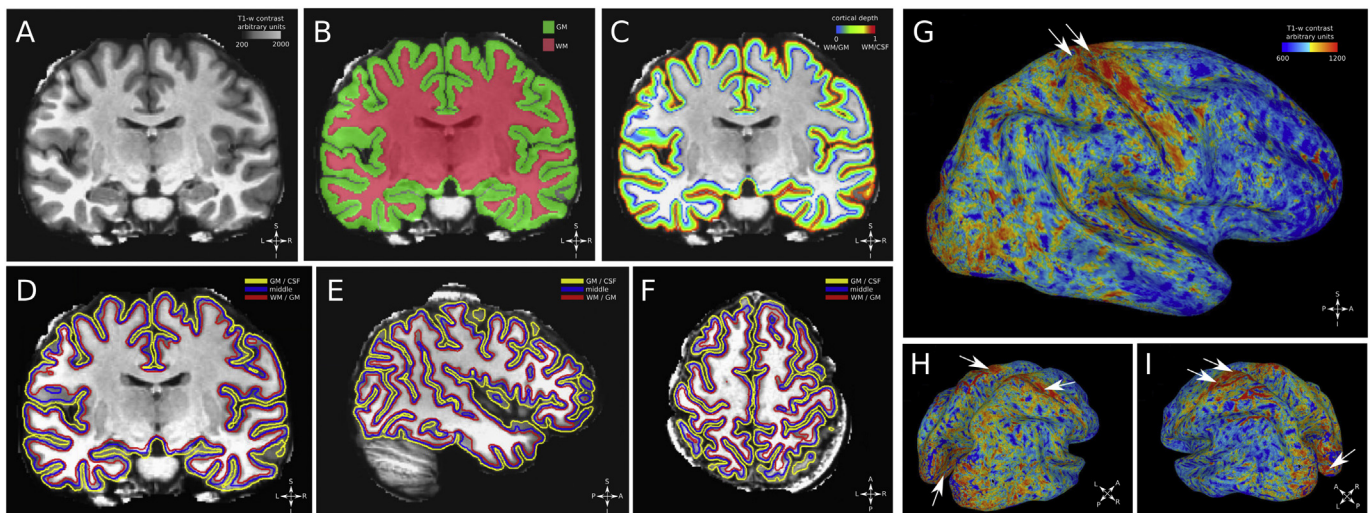 A
T1-w contrast
arbitrary units
200 2000
S
L R
I
B
GM
WM
S
L R
I
C
cortical depth
0 1
WM/GM WM/CSF
S
L R
I
D
GM / CSF
middle
WM / GM
S
L R
I
E
GM / CSF
middle
WM / GM
S
P A
I
F
GM / CSF
middle
WM / GM
A
L R
P
G
T1-w contrast
arbitrary units
600 1200
S
P A
I
H
L A
P R
I
A R
L P